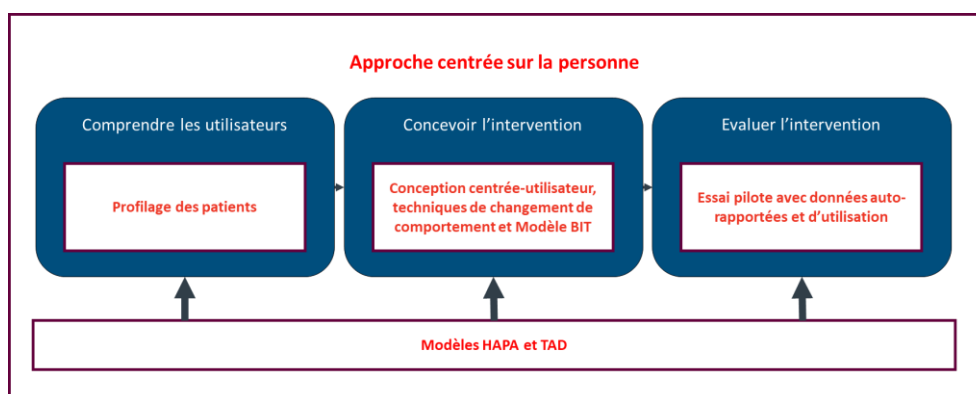 Approche centrée sur la personne
Comprendre les utilisateurs
Profilage des patients
Concevoir l'intervention
Conception centrée-utilisateur,
techniques de changement de
comportement et Modèle BIT
Evaluer l'intervention
Essai pilote avec données auto-
rapportées et d'utilisation
Modèles HAPA et TAD